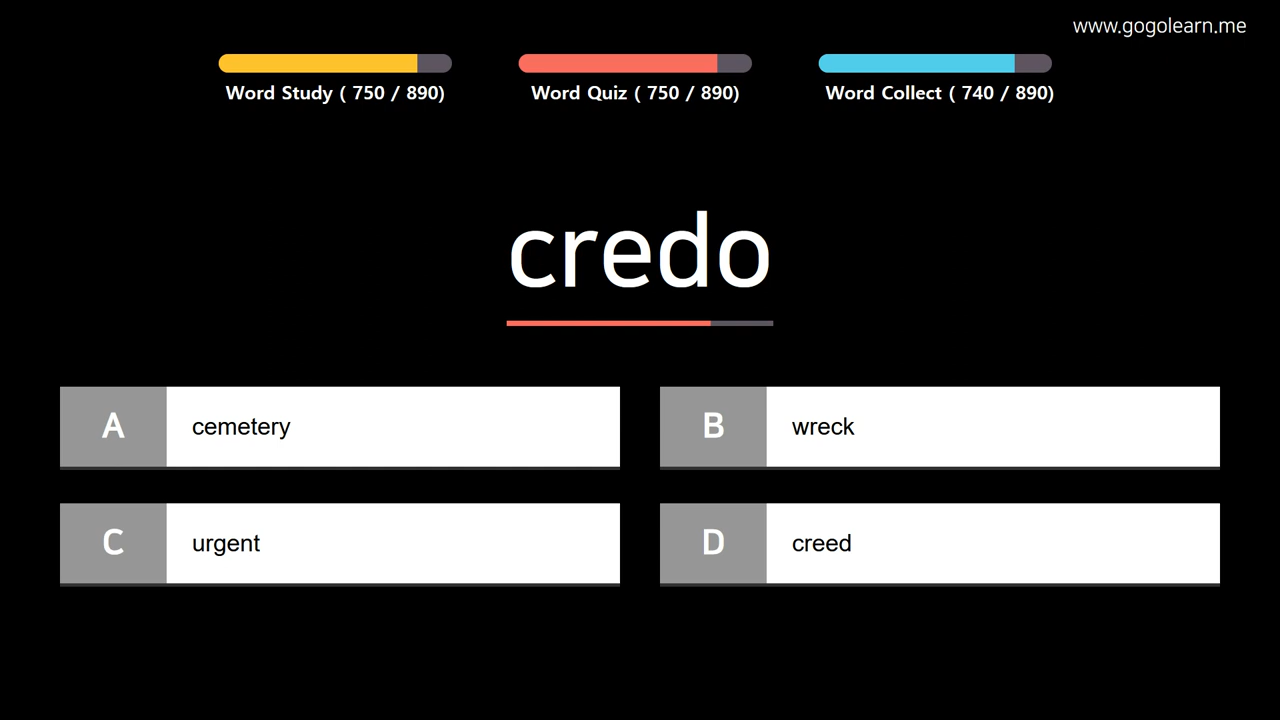 www.gogolearn.me
Word Study ( 750 / 890)
Word Quiz ( 750 / 890)
Word Collect ( 740 / 890)
credo
A cemetery
B wreck
C urgent
D creed